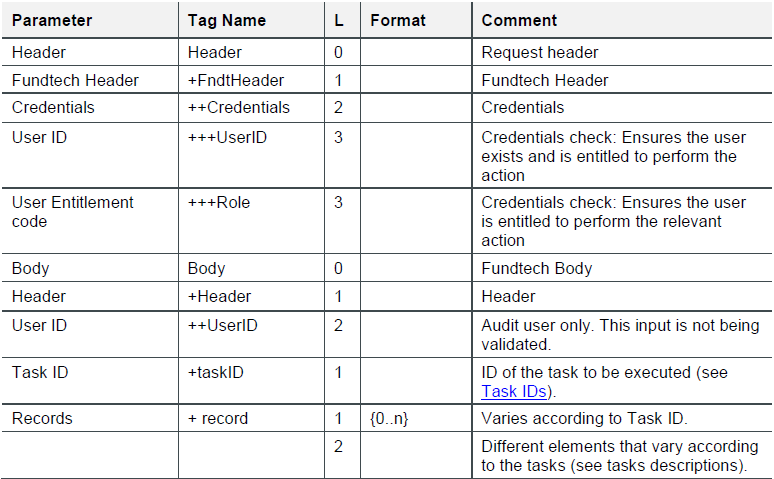 Parameter Tag Name L Format Comment
Header Header 0 Request header
Fundtech Header +FndtHeader 1 Fundtech Header
Credentials ++Credentials 2 Credentials
User ID +++UserID 3 Credentials check: Ensures the user
exists and is entitled to perform the
action
User Entitlement +++Role 3 Credentials check: Ensures the user
code is entitled to perform the relevant
action
Body Body 0 Fundtech Body
Header +Header 1 Header
User ID ++UserID 2 Audit user only. This input is not being
validated.
Task ID +taskID 1 ID of the task to be executed (see
Task IDs).
Records + record 1 {0..n} Varies according to Task ID.
2 Different elements that vary according
to the tasks (see tasks descriptions).